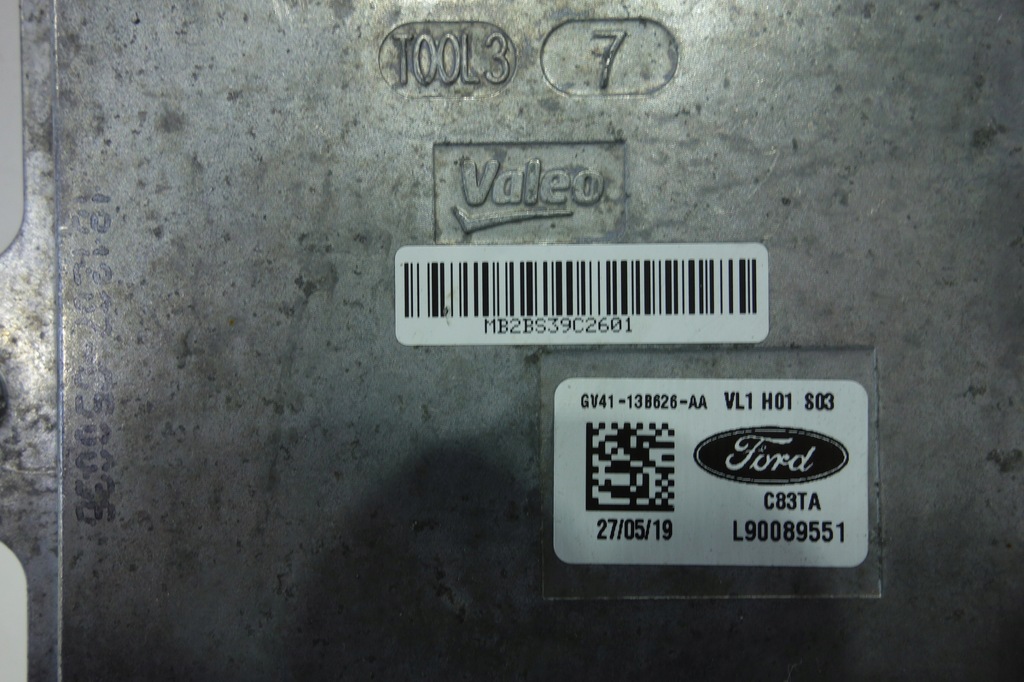 TOOL3 7
Valeo
MB2BS39C2601
GV41-13B626-AA VL1 H01 S03
Ford
C83TA
27/05/19 L90089551